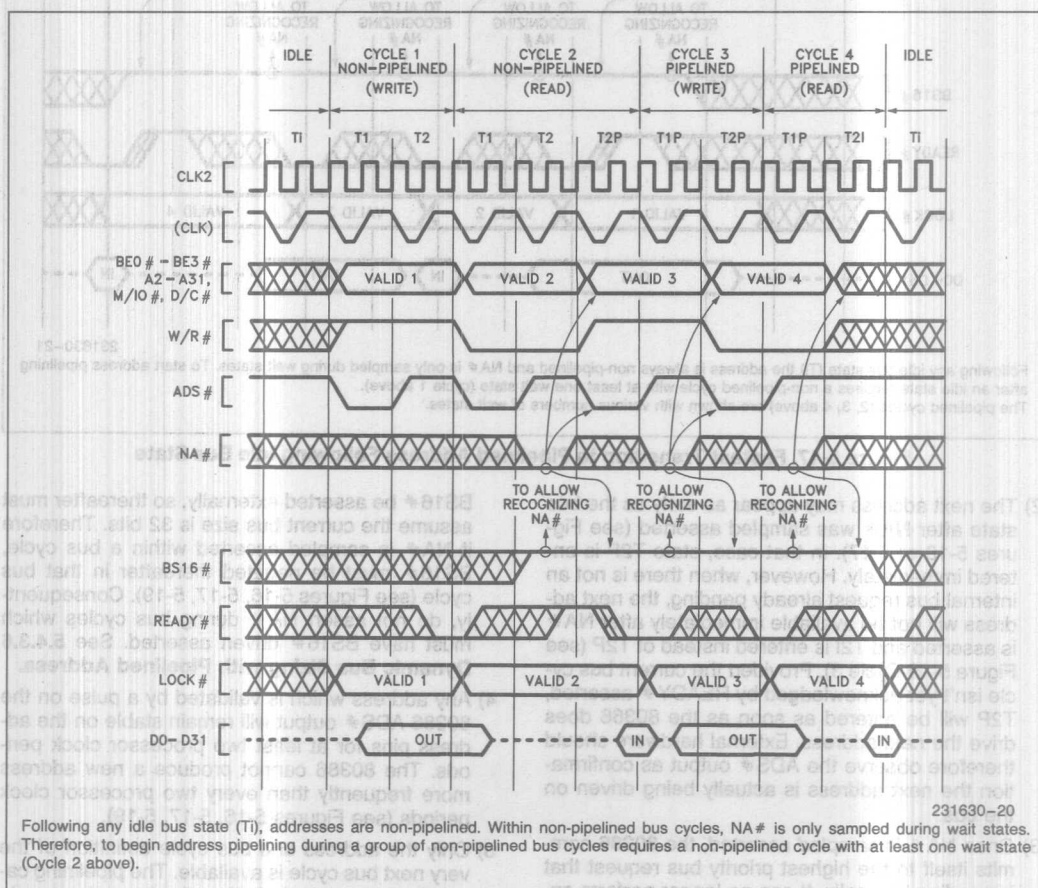 IDLE CYCLE 1 CYCLE 2 CYCLE 3 CYCLE 4 IDLE
NON-PIPELINED NON-PIPELINED PIPELINED PIPELINED
(WRITE) (READ) (WRITE) (READ)
Ti T1 T2 T1 T2 T2P T1P T2P T1P T2I Ti
CLK2
(CLK)
BE0# - BE3#
A2-A31, VALID 1 VALID 2 VALID 3 VALID 4
M/IO#, D/C#
W/R#
ADS#
NA#
TO ALLOW TO ALLOW TO ALLOW
RECOGNIZING RECOGNIZING RECOGNIZING
NA# NA# NA#
BS16#
READY#
LOCK# VALID 1 VALID 2 VALID 3 VALID 4
D0-D31 OUT IN OUT IN
231630-20
Following any idle bus state (Ti), addresses are non-pipelined. Within non-pipelined bus cycles, NA# is only sampled during wait states.
Therefore, to begin address pipelining during a group of non-pipelined bus cycles requires a non-pipelined cycle with at least one wait state
(Cycle 2 above).